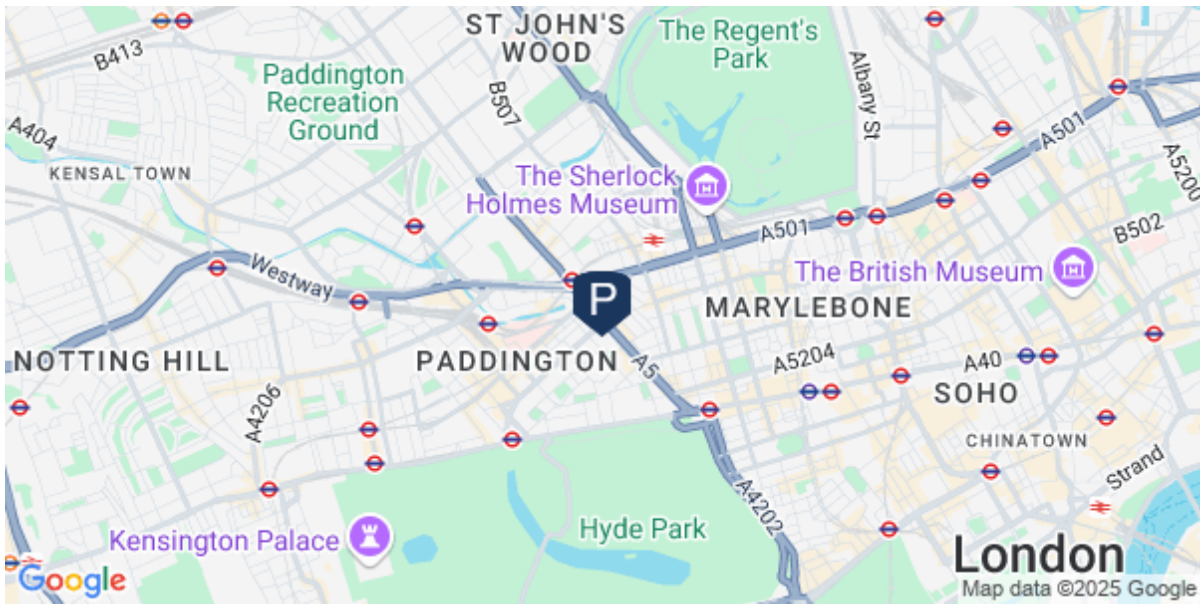 ST JOHN'S
WOOD
The Regent's
Park
B413
Paddington
Recreation
Ground
B507
Albany St
A404
KENSAL TOWN
A501
A5200
The Sherlock
Holmes Museum
A501
B502
Westway
The British Museum
P
MARYLEBONE
NOTTING HILL
PADDINGTON
A5
A5204
A40
SOHO
A4206
CHINATOWN
Strand
A4202
Hyde Park
Kensington Palace
London
Google
Map data ©2025 Google